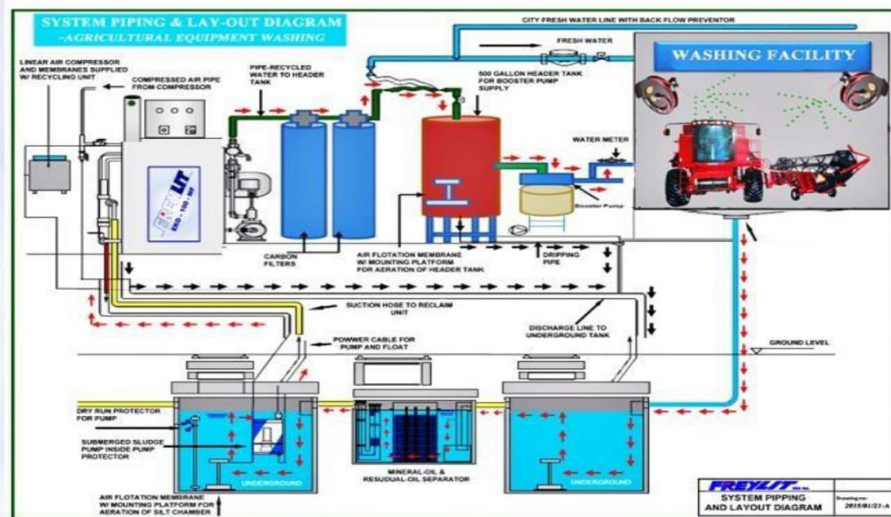 SYSTEM PIPING & LAY-OUT DIAGRAM
-AGRICULTURAL EQUIPMENT WASHING
CITY FRESH WATER LINE WITH BACK FLOW PREVENTOR
FRESH WATER
WASHING FACILITY
LINEAR AIR COMPRESSOR
AND MEMBRANES SUPPLIED
W/ RECYCLING UNIT
COMPRESSED AIR PIPE
FROM COMPRESSOR
PIPE-RECYCLED
WATER TO HEADER
TANK
500 GALLON HEADER TANK
FOR BOOSTER PUMP
SUPPLY
WATER METER
Booster Pump
CARBON
FILTERS
AIR FLOTATION MEMBRANE
W/ MOUNTING PLATFORM
FOR AERATION OF HEADER TANK
DRIPPING
PIPE
SUCTION HOSE TO RECLAIM
UNIT
DISCHARGE LINE TO
UNDERGROUND TANK
POWWER CABLE FOR
PUMP AND FLOAT
GROUND LEVEL
DRY RUN PROTECTOR
FOR PUMP
SUBMERGED SLUDGE
PUMP INSIDE PUMP
PROTECTOR
UNDERGROUND
MINERAL-OIL &
RESUDUAL-OIL SEPARATOR
UNDERGROUND
AIR FLOTATION MEMBRANE
W/ MOUNTING PLATFORM FOR
AERATION OF SILT CHAMBER
FREYLIT
SYSTEM PIPPING
AND LAYOUT DIAGRAM
Drawing no: